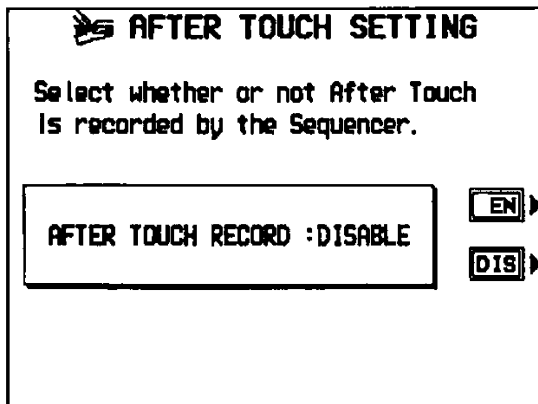 AFTER TOUCH SETTING
Select whether or not After Touch
is recorded by the Sequencer.
AFTER TOUCH RECORD :DISABLE
EN
DIS